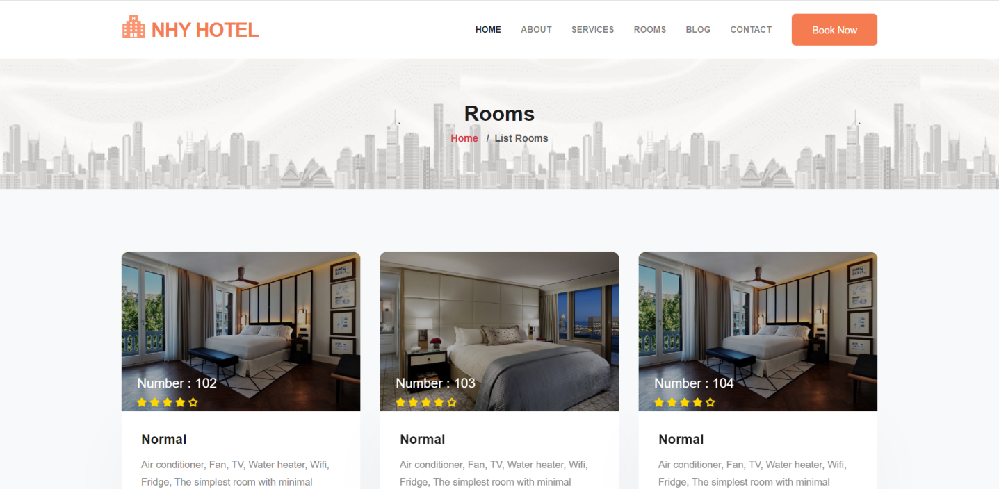 NHY HOTEL
HOME ABOUT SERVICES ROOMS BLOG CONTACT Book Now
Rooms
Home / List Rooms
Number : 102
Number : 103
Number : 104
Normal
Air conditioner, Fan, TV, Water heater, Wifi,
Fridge, The simplest room with minimal
Normal
Air conditioner, Fan, TV, Water heater, Wifi,
Fridge, The simplest room with minimal
Normal
Air conditioner, Fan, TV, Water heater, Wifi,
Fridge, The simplest room with minimal